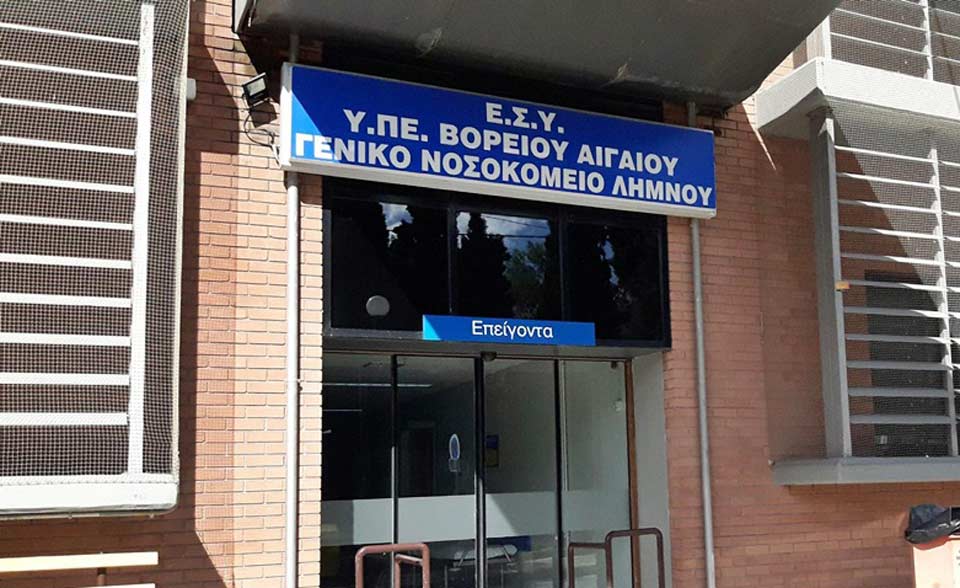 Ε.Σ.Υ.
Υ.ΠΕ. ΒΟΡΕΙΟΥ ΑΙΓΑΙΟΥ
ΓΕΝΙΚΟ ΝΟΣΟΚΟΜΕΙΟ ΛΗΜΝΟΥ
Επείγοντα